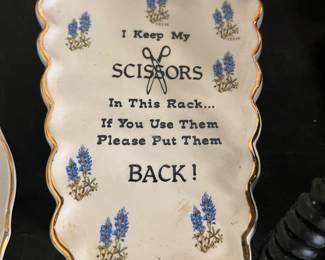 I Keep My
SCISSORS
In This Rack...
If You Use Them
Please Put Them
BACK!